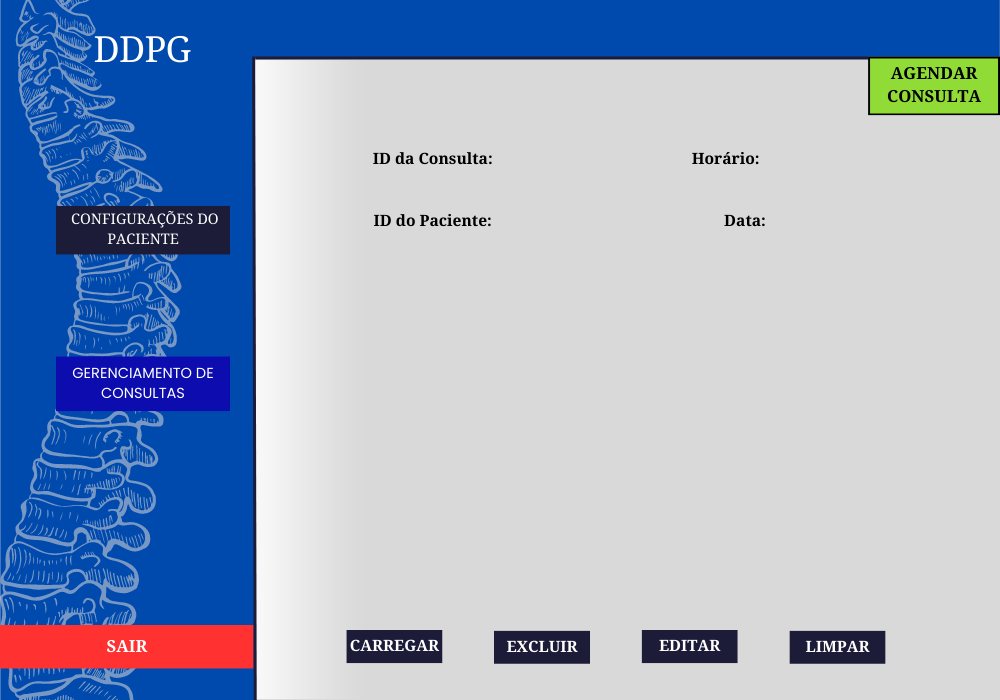 DDPG
AGENDAR
CONSULTA
ID da Consulta:
Horário:
ID do Paciente:
Data:
CONFIGURAÇÕES DO
PACIENTE
GERENCIAMENTO DE
CONSULTAS
SAIR
CARREGAR
EXCLUIR
EDITAR
LIMPAR